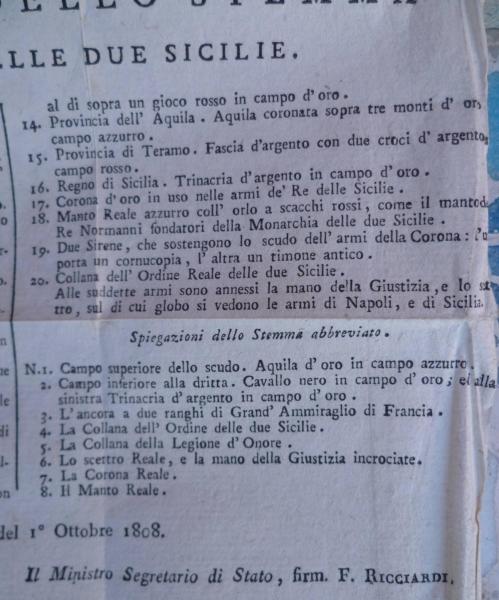 DELLO STEMMA
ELLE DUE SICILIE.
al di sopra un gioco rosso in campo d'oro.
14. Provincia dell' Aquila. Aquila coronata sopra tre monti d' oro
campo azzurro.
15. Provincia di Teramo. Fascia d'argento con due croci d' argento,
campo rosso.
16. Regno di Sicilia. Trinacria d'argento in campo d' oro.
17. Corona d'oro in uso nelle armi de' Re delle Sicilie.
18. Manto Reale azzurro coll' orlo a scacchi rossi, come il manto de
Re Normanni fondatori della Monarchia delle due Sicilie.
19. Due Sirene, che sostengono lo scudo dell' armi della Corona: l'u
porta un cornucopia, l' altra un timone antico.
20. Collana dell' Ordine Reale delle due Sicilie.
Alle suddette armi sono annessi la mano della Giustizia, e lo
tro, sul di cui globo si vedono le armi di Napoli, e di Sicilia.
Spiegazioni dello Stemma abbreviato.
N.1. Campo superiore dello scudo. Aquila d'oro in campo azzurro.
2. Campo inferiore alla dritta. Cavallo nero in campo d'oro; ed alla
sinistra Trinacria d'argento in campo d'oro.
3. L'ancora a due ranghi di Grand' Ammiraglio di Francia.
4. La Collana dell' Ordine delle due Sicilie.
5. La Collana della Legione d'Onore.
6. Lo scettro Reale, e la mano della Giustizia incrociate.
7. La Corona Reale.
8. Il Manto Reale.
del 1° Ottobre 1808.
Il Ministro Segretario di Stato, firm. F. RICCIARDI.